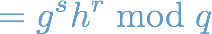 = g^s h^r mod q